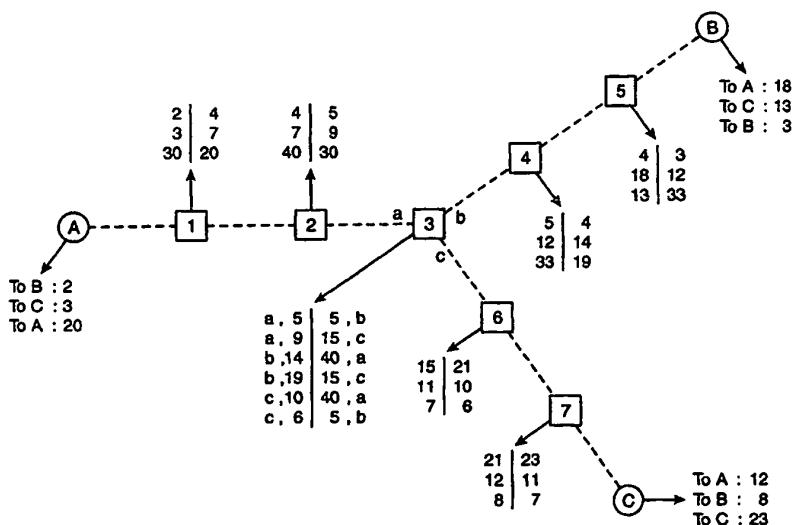 B
To A : 18
To C : 13
To B : 3
5
4 3
18 12
13 33
2 4
3 7
30 20
4 5
7 9
40 30
4
5 4
12 14
33 19
A
1
2
a 3 b
c
To B : 2
To C : 3
To A : 20
a, 5 5, b
a, 9 15, c
b, 14 40, a
b, 19 15, c
c, 10 40, a
c, 6 5, b
6
15 21
11 10
7 6
7
21 23
12 11
8 7
C
To A : 12
To B : 8
To C : 23